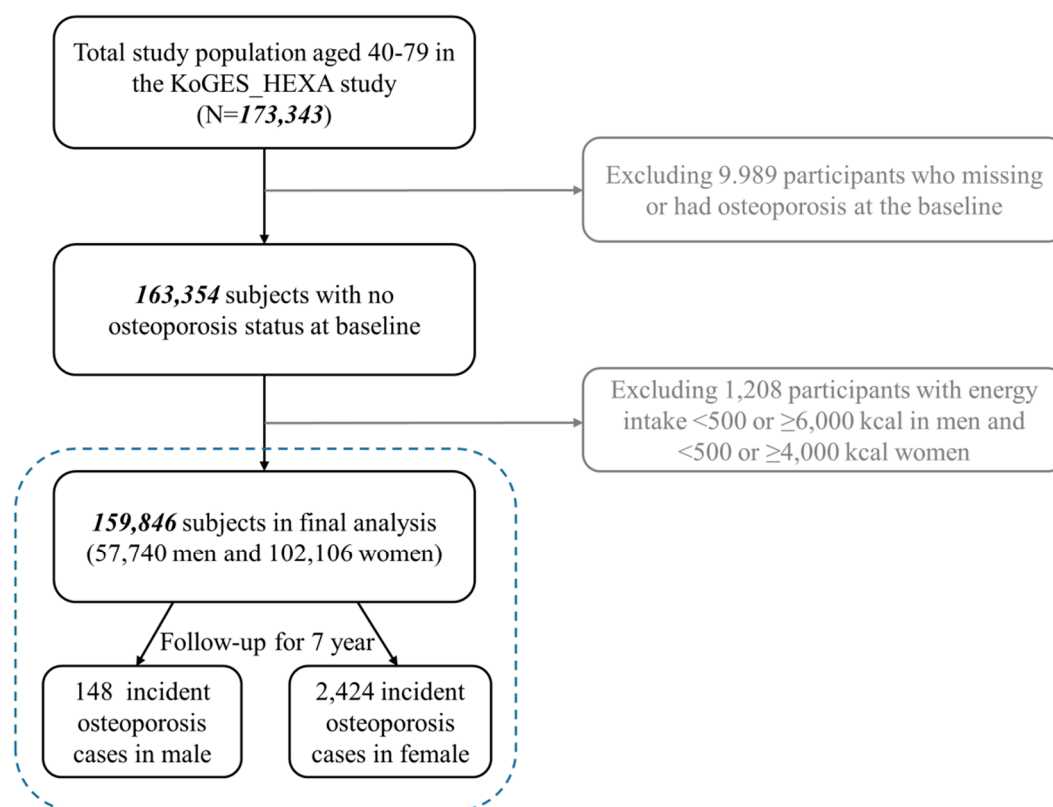 Total study population aged 40-79 in
the KoGES_HEXA study
(N=173,343)
Excluding 9.989 participants who missing
or had osteoporosis at the baseline
163,354 subjects with no
osteoporosis status at baseline
Excluding 1,208 participants with energy
intake <500 or ≥6,000 kcal in men and
<500 or ≥4,000 kcal women
159,846 subjects in final analysis
(57,740 men and 102,106 women)
Follow-up for 7 year
148 incident
osteoporosis
cases in male
2,424 incident
osteoporosis
cases in female